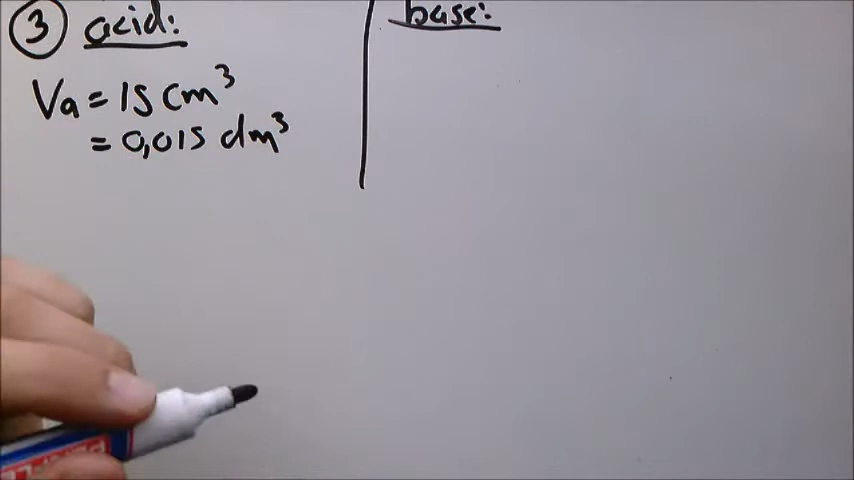 ③ acid:
base:
Va = 15 cm³
= 0,015 dm³